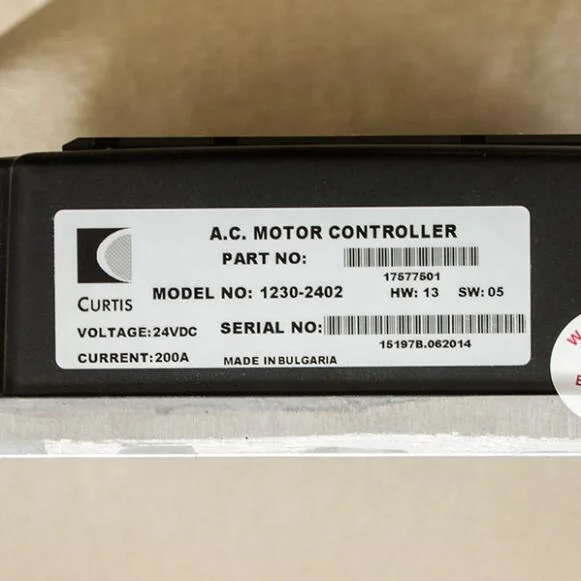 A.C. MOTOR CONTROLLER
PART NO:
17577501
CURTIS
MODEL NO: 1230-2402 HW: 13 SW: 05
VOLTAGE:24VDC
SERIAL NO:
15197B.062014
CURRENT:200A
MADE IN BULGARIA